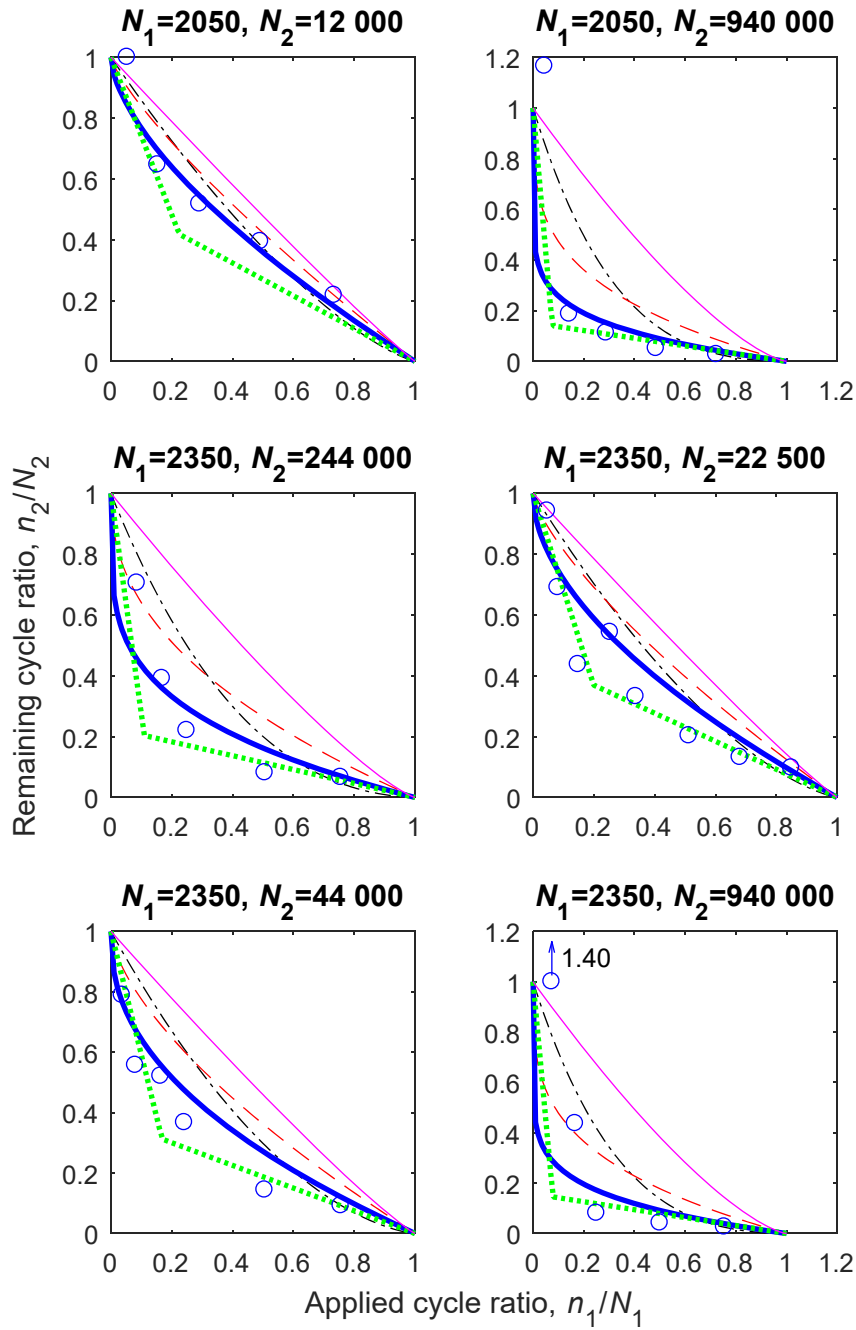 N1=2050, N2=12 000
1
0.8
0.6
0.4
0.2
0
0 0.2 0.4 0.6 0.8 1
N1=2050, N2=940 000
1.2
1
0.8
0.6
0.4
0.2
0
0 0.2 0.4 0.6 0.8 1 1.2
Remaining cycle ratio, n2/N2
N1=2350, N2=244 000
1
0.8
0.6
0.4
0.2
0
0 0.2 0.4 0.6 0.8 1
N1=2350, N2=22 500
1
0.8
0.6
0.4
0.2
0
0 0.2 0.4 0.6 0.8 1
N1=2350, N2=44 000
1
0.8
0.6
0.4
0.2
0
0 0.2 0.4 0.6 0.8 1
N1=2350, N2=940 000
1.2
1.40
1
0.8
0.6
0.4
0.2
0
0 0.2 0.4 0.6 0.8 1 1.2
Applied cycle ratio, n1/N1